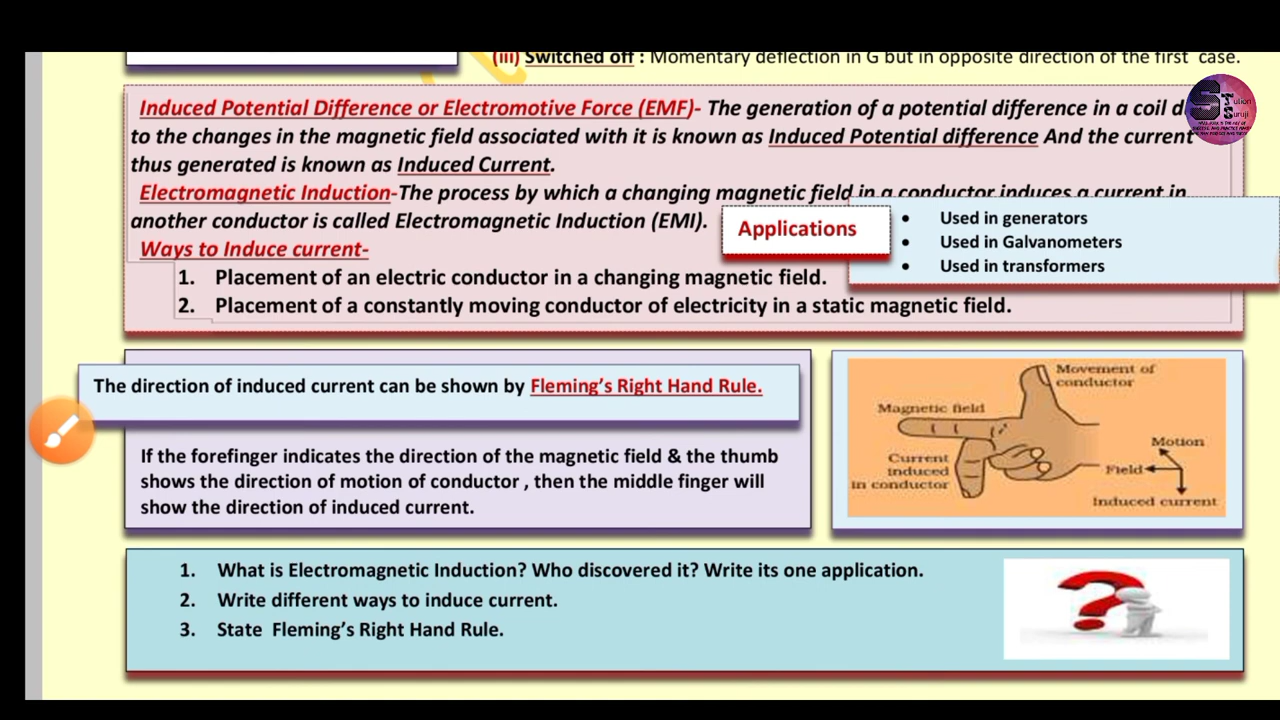 (iii) Switched off : Momentary deflection in G but in opposite direction of the first case.
Induced Potential Difference or Electromotive Force (EMF)- The generation of a potential difference in a coil d
to the changes in the magnetic field associated with it is known as Induced Potential difference And the current
thus generated is known as Induced Current.
Electromagnetic Induction-The process by which a changing magnetic field in a conductor induces a current in
another conductor is called Electromagnetic Induction (EMI).
Ways to Induce current-
1. Placement of an electric conductor in a changing magnetic field.
2. Placement of a constantly moving conductor of electricity in a static magnetic field.
Applications
• Used in generators
• Used in Galvanometers
• Used in transformers
The direction of induced current can be shown by Fleming's Right Hand Rule.
If the forefinger indicates the direction of the magnetic field & the thumb
shows the direction of motion of conductor , then the middle finger will
show the direction of induced current.
Movement of
conductor
Magnetic field
Current
induced
in conductor
Motion
Field
Induced current
1. What is Electromagnetic Induction? Who discovered it? Write its one application.
2. Write different ways to induce current.
3. State Fleming's Right Hand Rule.
S Tution
Suruji